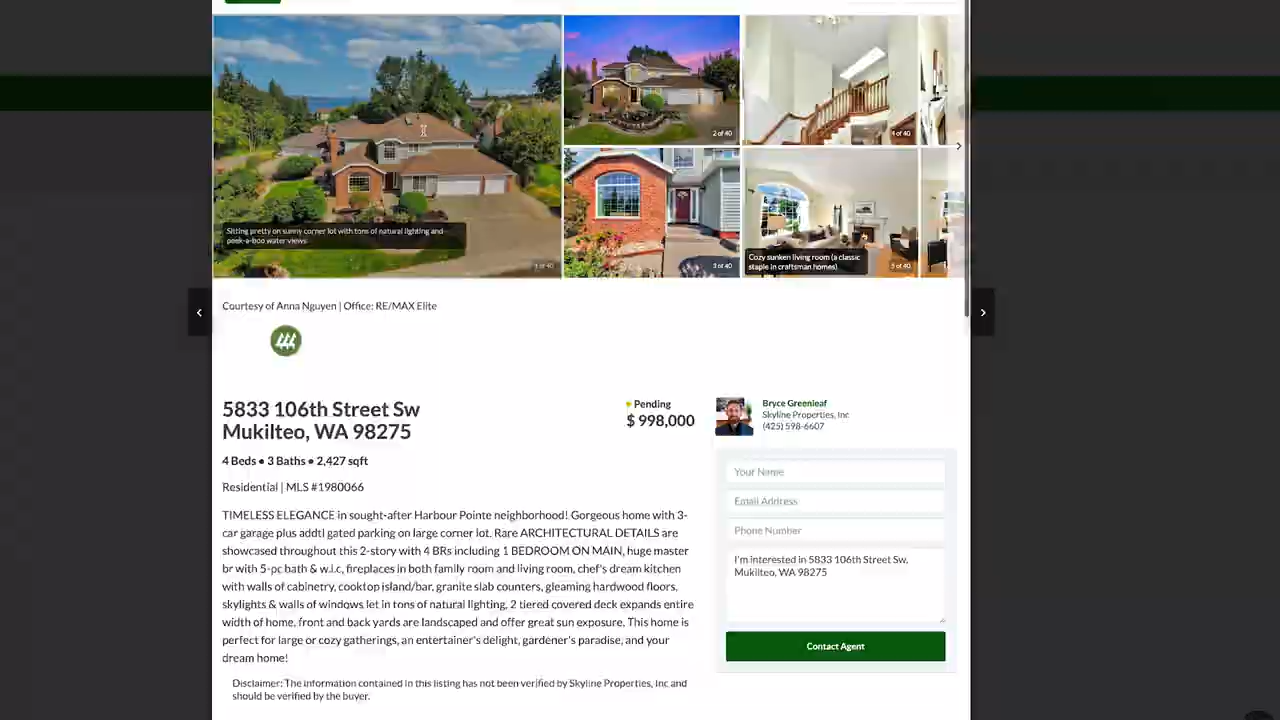 Sitting pretty on sunny corner lot with tons of natural lighting and
peek-a-boo water views.
1 of 40
2 of 40
4 of 40
3 of 40
Cozy sunken living room (a classic
staple in craftsman homes)
5 of 40
Courtesy of Anna Nguyen | Office: RE/MAX Elite
5833 106th Street Sw
Mukilteo, WA 98275
Pending
$ 998,000
4 Beds • 3 Baths • 2,427 sqft
Residential | MLS #1980066
TIMELESS ELEGANCE in sought-after Harbour Pointe neighborhood! Gorgeous home with 3-
car garage plus addtl gated parking on large corner lot. Rare ARCHITECTURAL DETAILS are
showcased throughout this 2-story with 4 BRs including 1 BEDROOM ON MAIN, huge master
br with 5-pc bath & w.i.c, fireplaces in both family room and living room, chef's dream kitchen
with walls of cabinetry, cooktop island/bar, granite slab counters, gleaming hardwood floors,
skylights & walls of windows let in tons of natural lighting, 2 tiered covered deck expands entire
width of home, front and back yards are landscaped and offer great sun exposure. This home is
perfect for large or cozy gatherings, an entertainer's delight, gardener's paradise, and your
dream home!
Disclaimer: The information contained in this listing has not been verified by Skyline Properties, Inc and
should be verified by the buyer.
Bryce Greenleaf
Skyline Properties, Inc
(425) 598-6607
Your Name
Email Address
Phone Number
I'm interested in 5833 106th Street Sw,
Mukilteo, WA 98275
Contact Agent